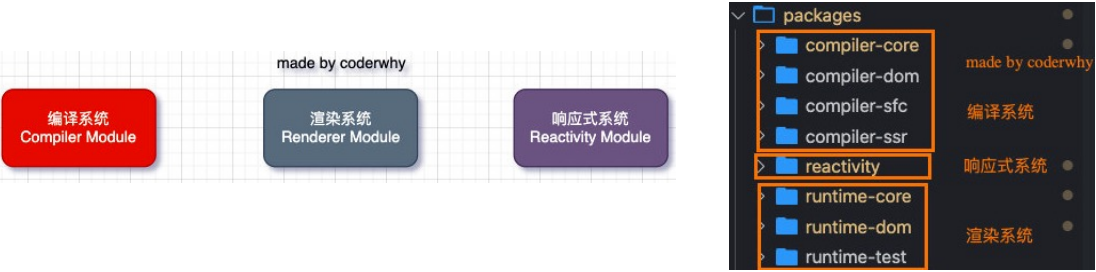 made by coderwhy
编译系统
Compiler Module
渲染系统
Renderer Module
响应式系统
Reactivity Module
packages
compiler-core
made by coderwhy
compiler-dom
compiler-sfc
编译系统
compiler-ssr
reactivity
响应式系统
runtime-core
runtime-dom
渲染系统
runtime-test